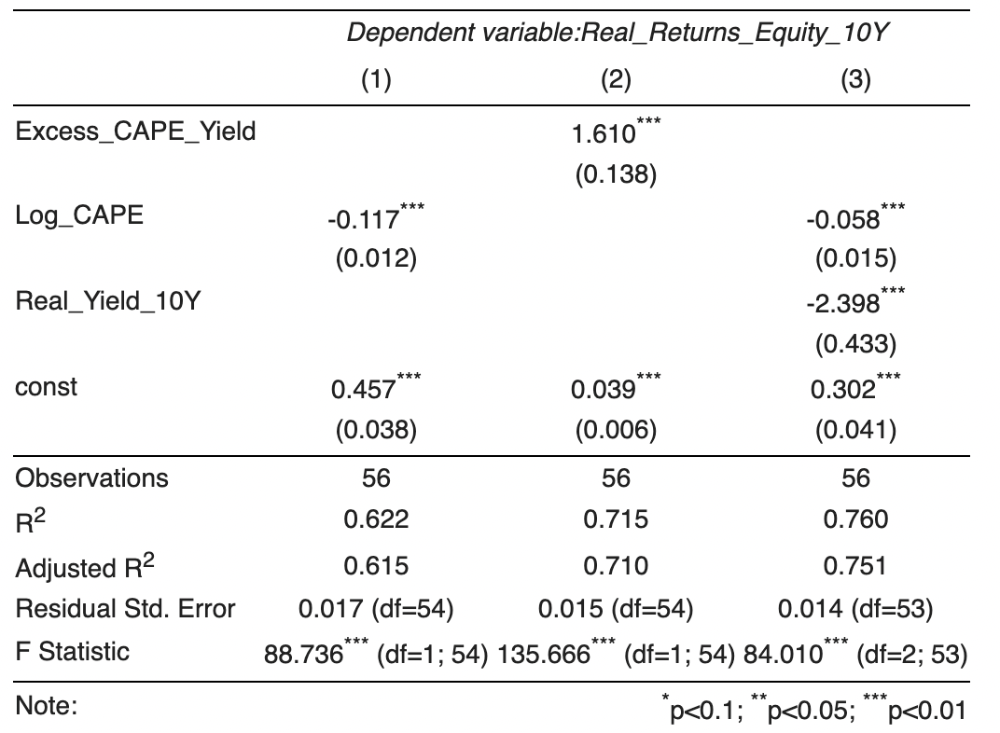 Dependent variable:Real_Returns_Equity_10Y
(1) (2) (3)
Excess_CAPE_Yield 1.610***
(0.138)
Log_CAPE -0.117*** -0.058***
(0.012) (0.015)
Real_Yield_10Y -2.398***
(0.433)
const 0.457*** 0.039*** 0.302***
(0.038) (0.006) (0.041)
Observations 56 56 56
R2 0.622 0.715 0.760
Adjusted R2 0.615 0.710 0.751
Residual Std. Error 0.017 (df=54) 0.015 (df=54) 0.014 (df=53)
F Statistic 88.736*** (df=1; 54) 135.666*** (df=1; 54) 84.010*** (df=2; 53)
Note: *p<0.1; **p<0.05; ***p<0.01